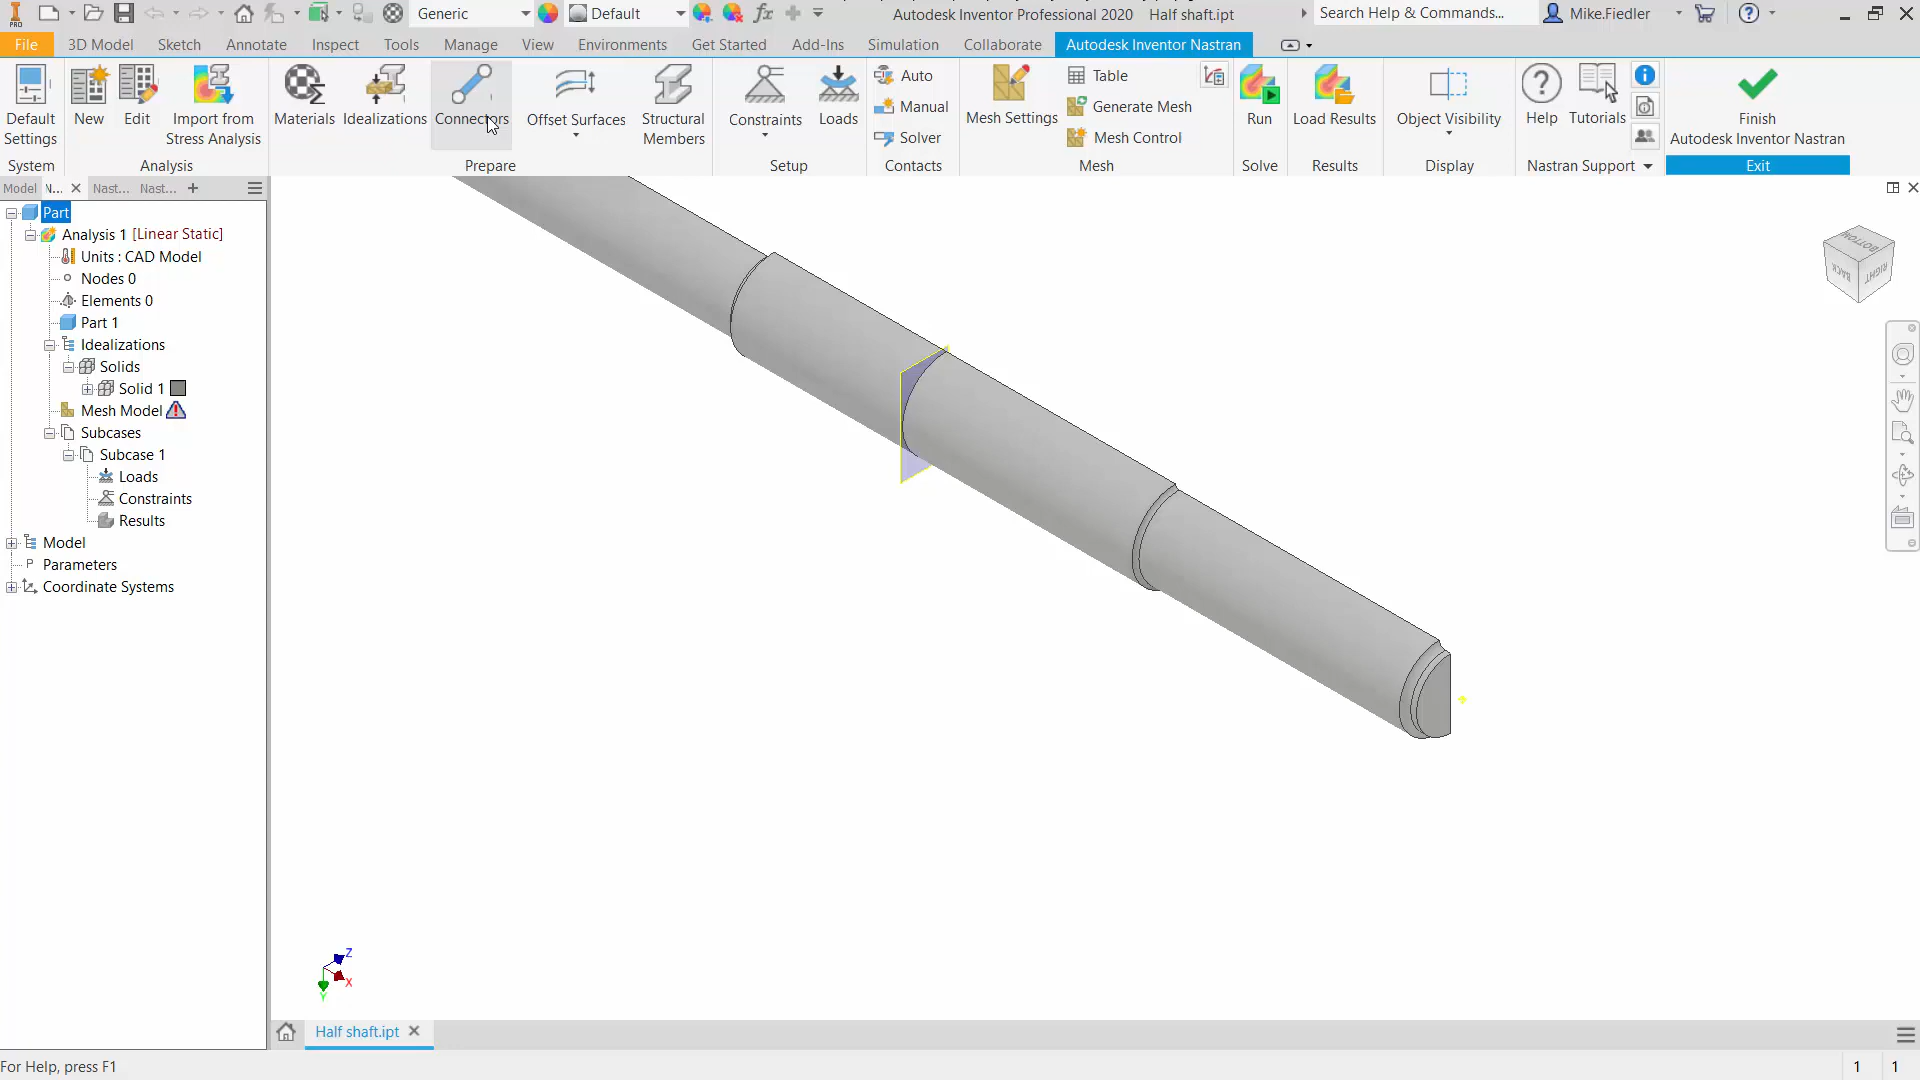 Generic
Default
Autodesk Inventor Professional 2020 Half shaft.ipt
Search Help & Commands...
Mike.Fiedler
PRO
File
3D Model
Sketch
Annotate
Inspect
Tools
Manage
View
Environments
Get Started
Add-Ins
Simulation
Collaborate
Autodesk Inventor Nastran
Default
Settings
New
Edit
Import from
Stress Analysis
Materials
Idealizations
Connectors
Offset Surfaces
Structural
Members
Constraints
Loads
Auto
Manual
Solver
Mesh Settings
Table
Generate Mesh
Mesh Control
Run
Load Results
Object Visibility
Help
Tutorials
Finish
Autodesk Inventor Nastran
System
Analysis
Prepare
Setup
Contacts
Mesh
Solve
Results
Display
Nastran Support
Exit
Model
N...
Nast...
Nast...
Part
Analysis 1 [Linear Static]
Units : CAD Model
Nodes 0
Elements 0
Part 1
Idealizations
Solids
Solid 1
Mesh Model
Subcases
Subcase 1
Loads
Constraints
Results
Model
P Parameters
Coordinate Systems
BOTTOM
BACK
RIGHT
Z
X
Y
Half shaft.ipt
For Help, press F1
1
1